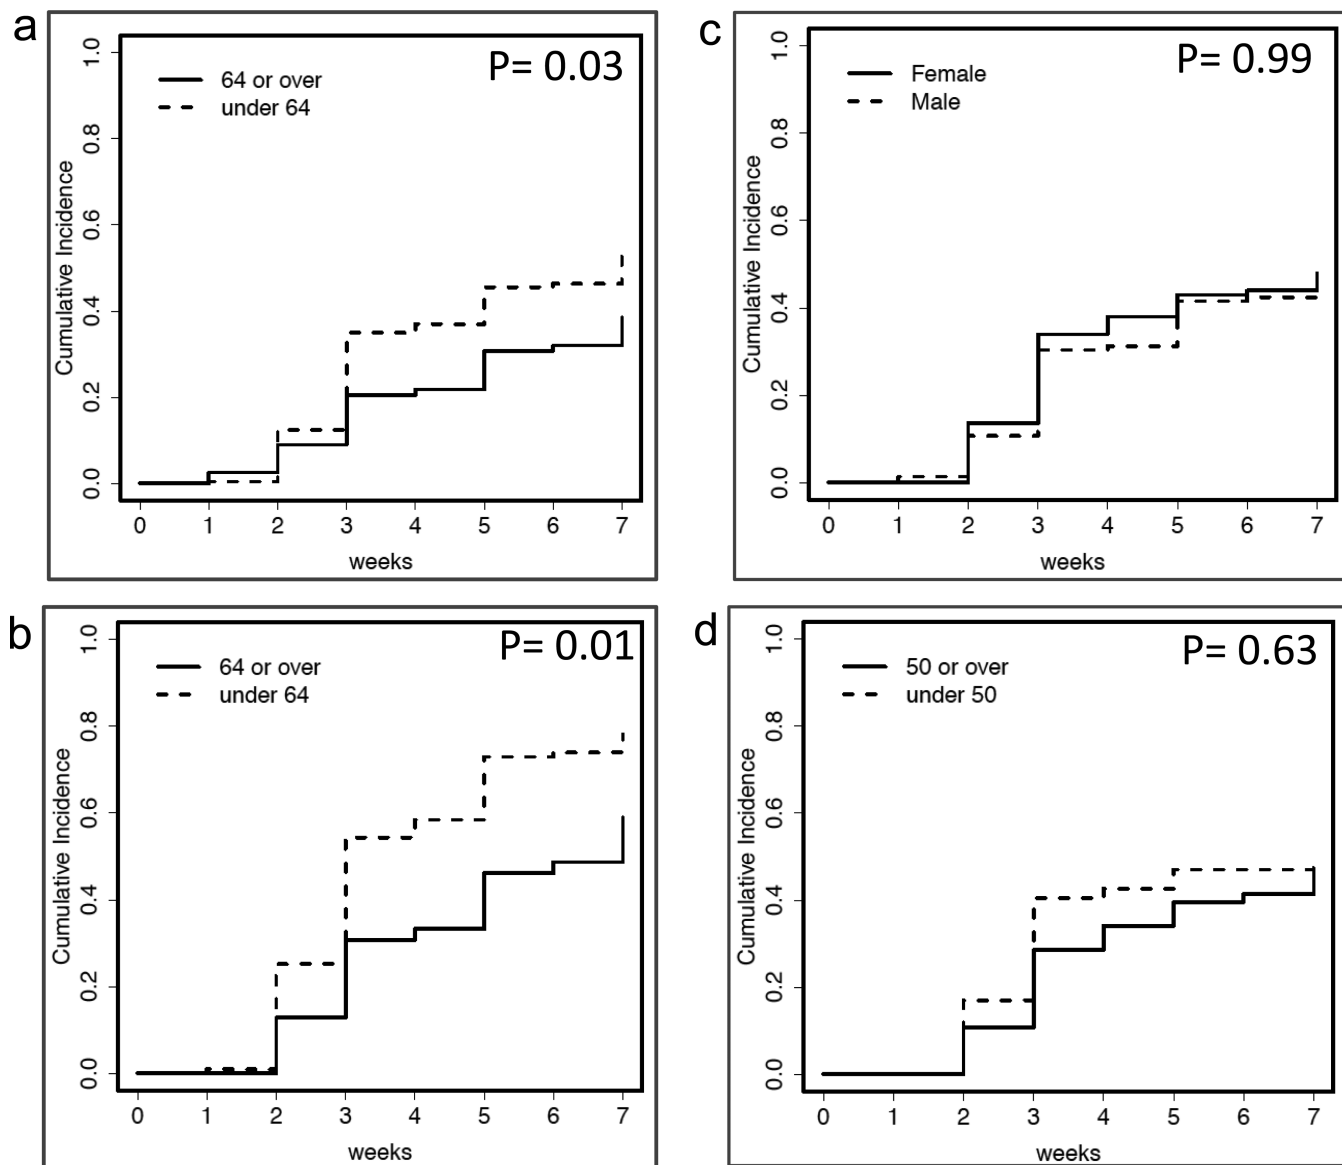 a
P= 0.03
64 or over
under 64
Cumulative Incidence
0.0 0.2 0.4 0.6 0.8 1.0
0 1 2 3 4 5 6 7
weeks
c
P= 0.99
Female
Male
Cumulative Incidence
0.0 0.2 0.4 0.6 0.8 1.0
0 1 2 3 4 5 6 7
weeks
b
P= 0.01
64 or over
under 64
Cumulative Incidence
0.0 0.2 0.4 0.6 0.8 1.0
0 1 2 3 4 5 6 7
weeks
d
P= 0.63
50 or over
under 50
Cumulative Incidence
0.0 0.2 0.4 0.6 0.8 1.0
0 1 2 3 4 5 6 7
weeks